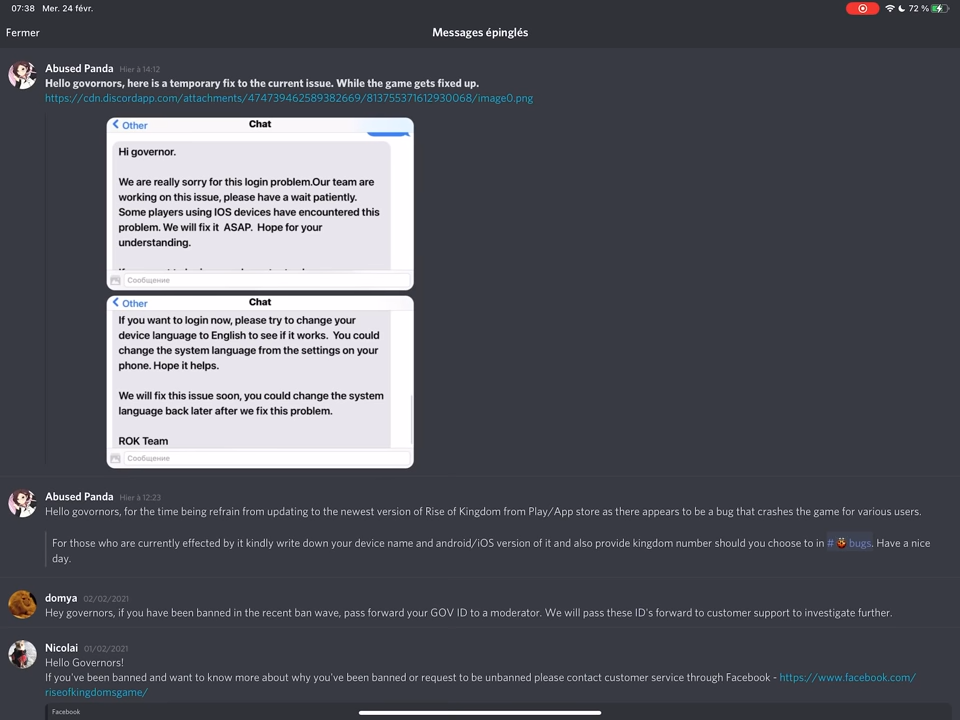 07:38 Mer. 24 févr.
72 %
Fermer
Messages épinglés
Abused Panda Hier à 14:12
Hello govornors, here is a temporary fix to the current issue. While the game gets fixed up.
https://cdn.discordapp.com/attachments/474739462589382669/813755371612930068/image0.png
Other
Chat
Hi governor.
We are really sorry for this login problem.Our team are
working on this issue, please have a wait patiently.
Some players using IOS devices have encountered this
problem. We will fix it ASAP. Hope for your
understanding.
Сообщение
Other
Chat
If you want to login now, please try to change your
device language to English to see if it works. You could
change the system language from the settings on your
phone. Hope it helps.
We will fix this issue soon, you could change the system
language back later after we fix this problem.
ROK Team
Сообщение
Abused Panda Hier à 12:23
Hello govornors, for the time being refrain from updating to the newest version of Rise of Kingdom from Play/App store as there appears to be a bug that crashes the game for various users.
For those who are currently effected by it kindly write down your device name and android/iOS version of it and also provide kingdom number should you choose to in # bugs. Have a nice
day.
domya 02/02/2021
Hey governors, if you have been banned in the recent ban wave, pass forward your GOV ID to a moderator. We will pass these ID's forward to customer support to investigate further.
Nicolai 01/02/2021
Hello Governors!
If you've been banned and want to know more about why you've been banned or request to be unbanned please contact customer service through Facebook - https://www.facebook.com/
riseofkingdomsgame/
Facebook